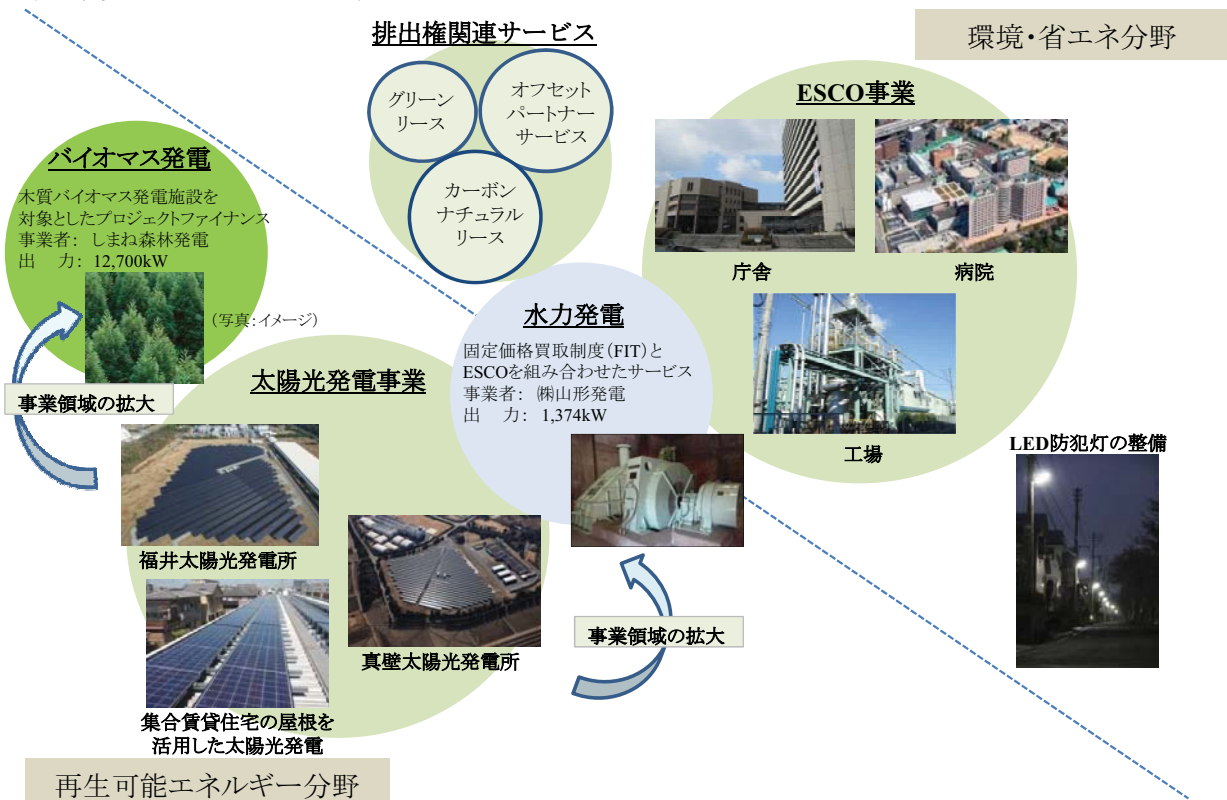 排出権関連サービス
環境・省エネ分野
グリーン
リース
オフセット
パートナー
サービス
カーボン
ナチュラル
リース
ESCO事業
庁舎
病院
工場
バイオマス発電
木質バイオマス発電施設を
対象としたプロジェクトファイナンス
事業者： しまね森林発電
出　力： 12,700kW
（写真：イメージ）
水力発電
固定価格買取制度（FIT）と
ESCOを組み合わせたサービス
事業者： ㈱山形発電
出　力： 1,374kW
太陽光発電事業
事業領域の拡大
福井太陽光発電所
真壁太陽光発電所
集合賃貸住宅の屋根を
活用した太陽光発電
事業領域の拡大
LED防犯灯の整備
再生可能エネルギー分野